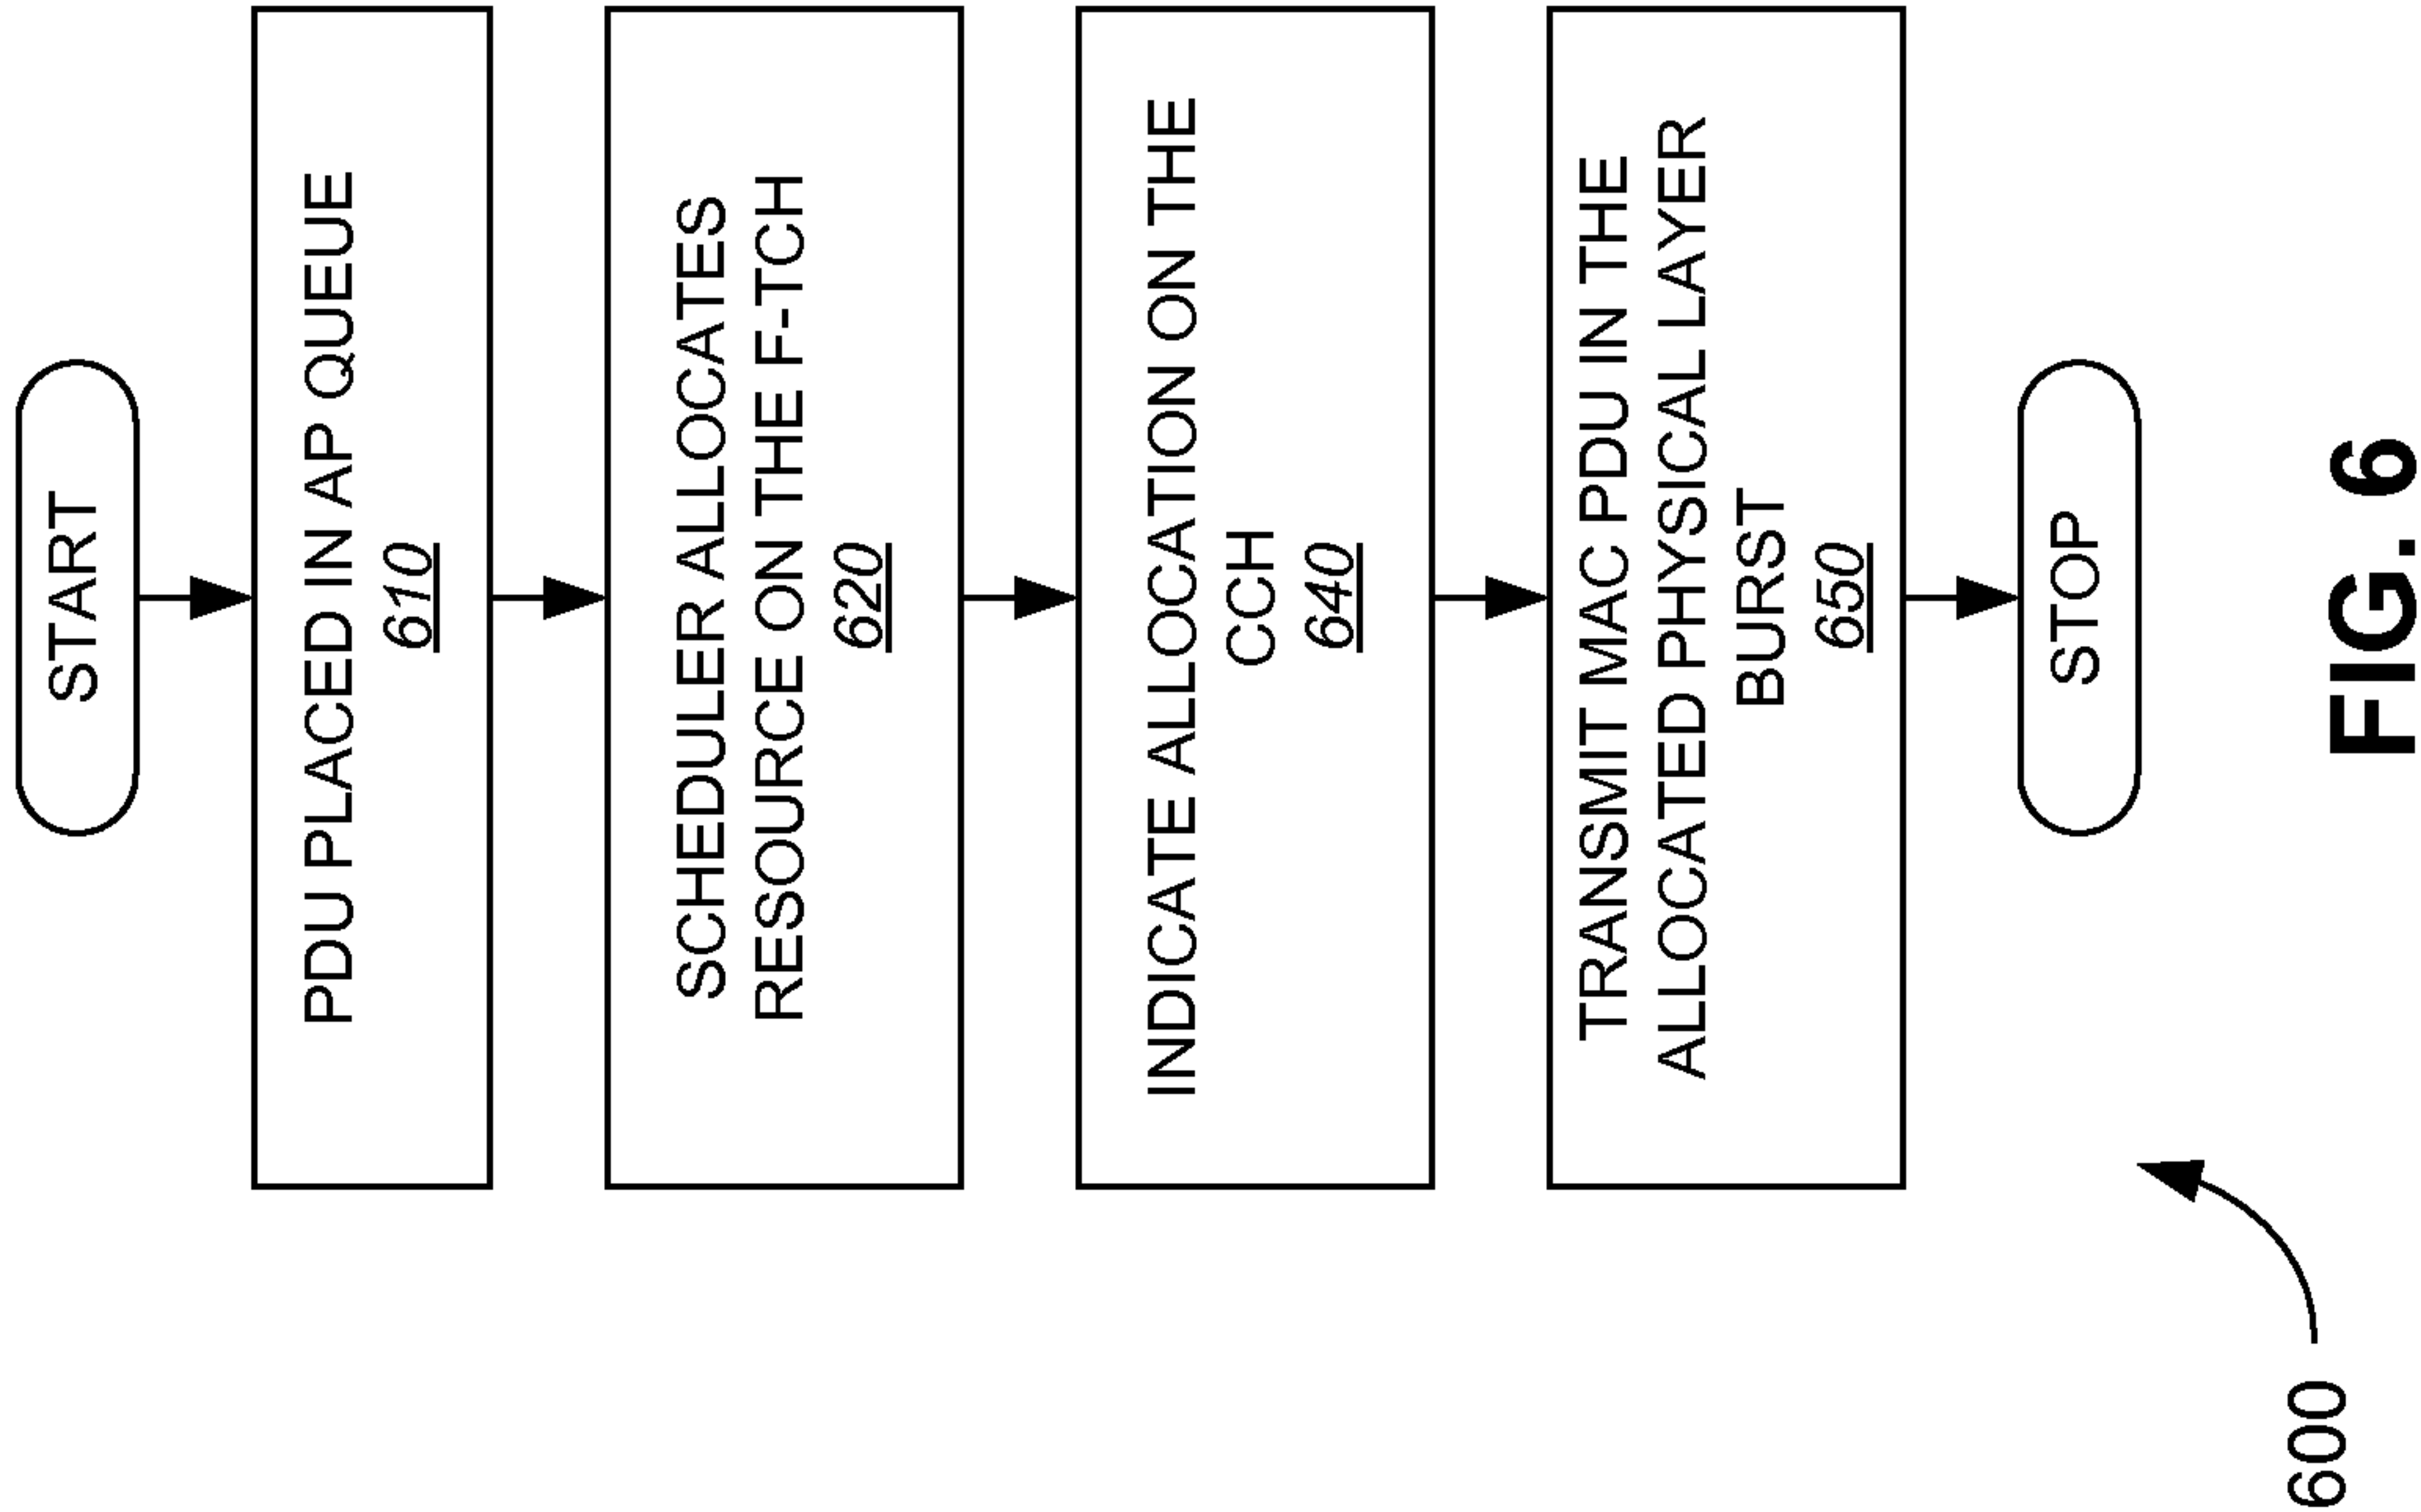 START
PDU PLACED IN AP QUEUE
610
SCHEDULER ALLOCATES
RESOURCE ON THE F-TCH
620
INDICATE ALLOCATION ON THE
CCH
640
TRANSMIT MAC PDU IN THE
ALLOCATED PHYSICAL LAYER
BURST
650
STOP
600
FIG. 6